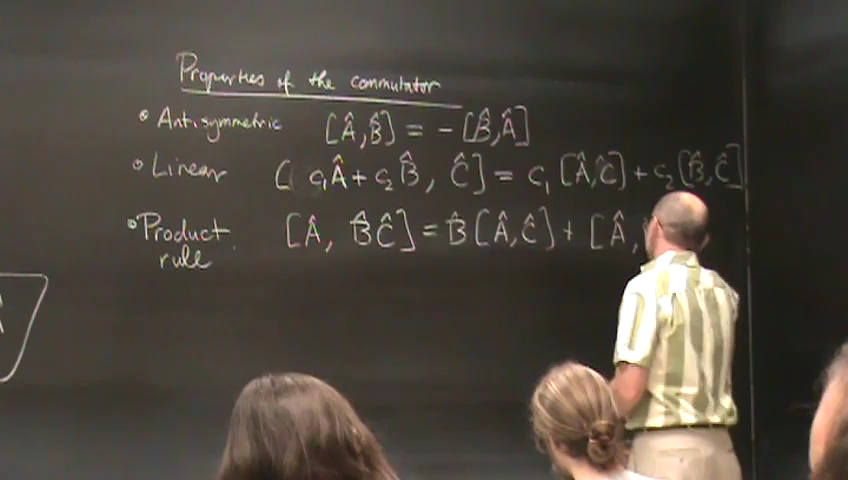 Properties of the commutator
• Antisymmetric [Â,B̂] = -[B̂,Â]
• Linear [ c₁Â + c₂B̂, Ĉ] = c₁[Â,Ĉ] + c₂[B̂,Ĉ]
• Product rule [Â, B̂Ĉ] = B̂[Â,Ĉ] + [Â,